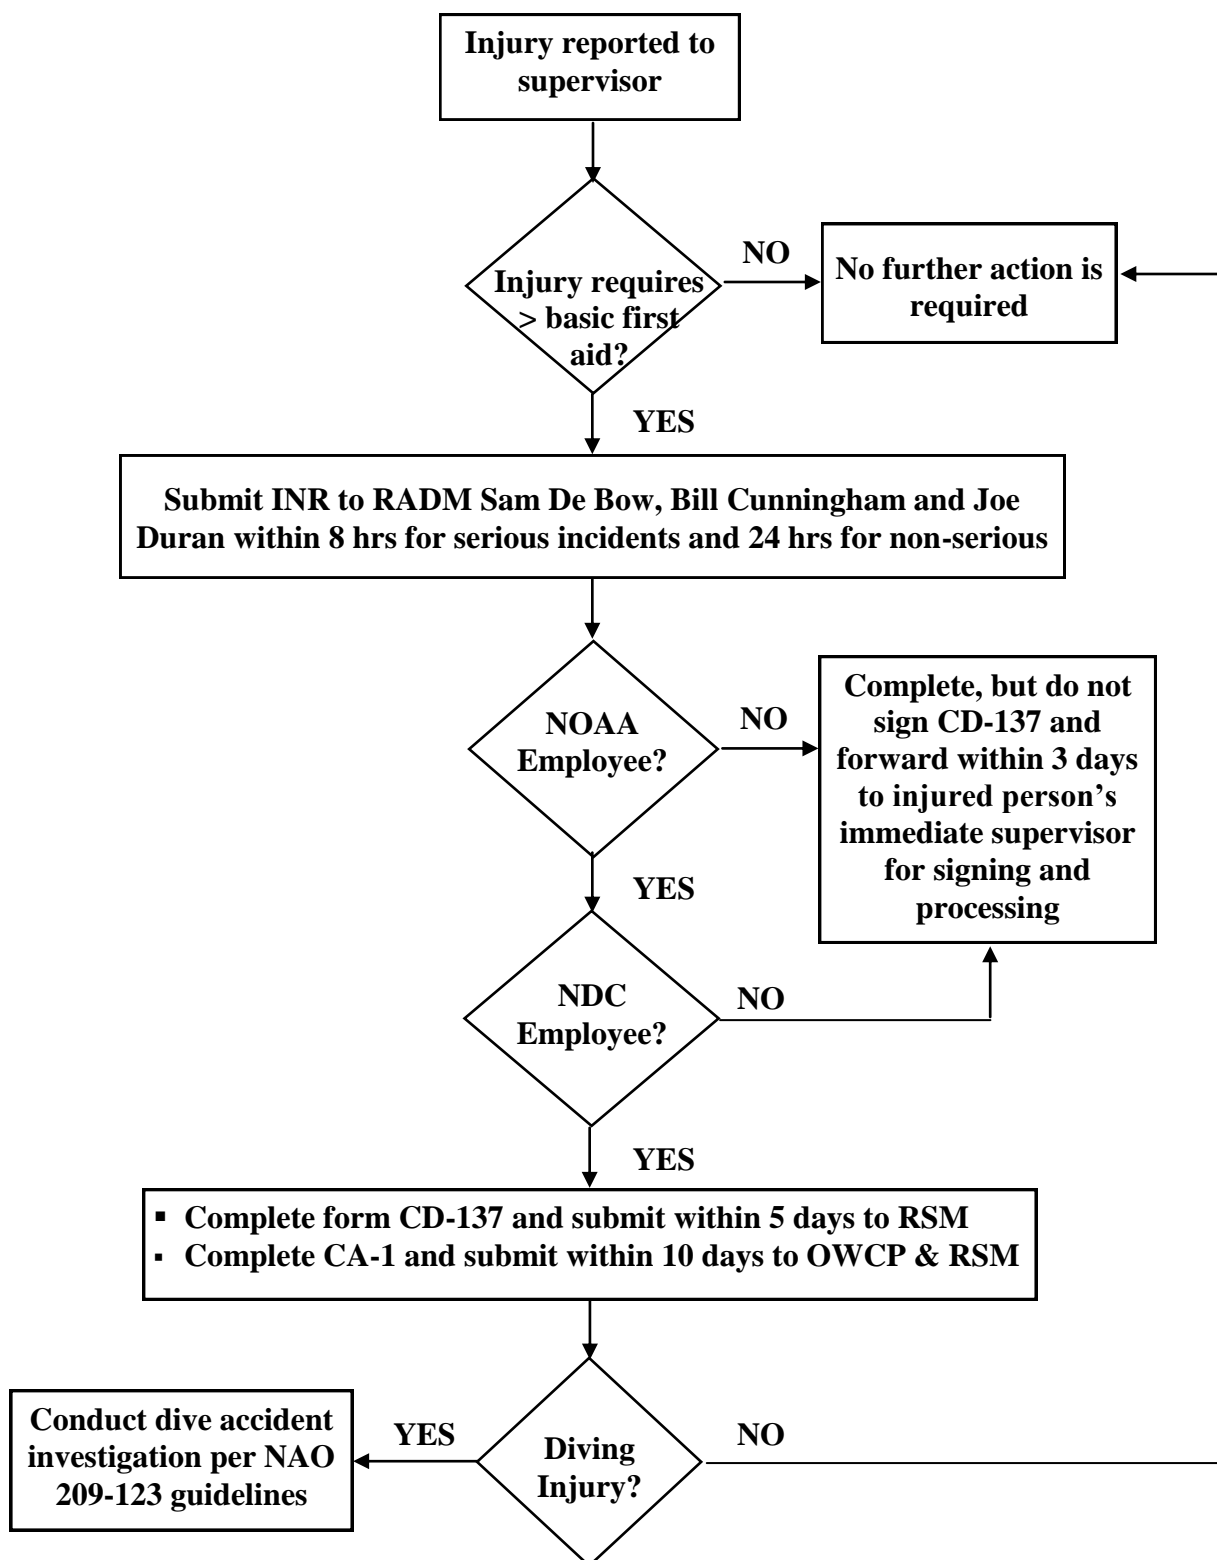 Injury reported to
supervisor
NO
Injury requires
> basic first
aid?
No further action is
required
YES
Submit INR to RADM Sam De Bow, Bill Cunningham and Joe
Duran within 8 hrs for serious incidents and 24 hrs for non-serious
NOAA
Employee?
NO
Complete, but do not
sign CD-137 and
forward within 3 days
to injured person’s
immediate supervisor
for signing and
processing
YES
NDC
Employee?
NO
YES
▪ Complete form CD-137 and submit within 5 days to RSM
▪ Complete CA-1 and submit within 10 days to OWCP & RSM
Conduct dive accident
investigation per NAO
209-123 guidelines
YES
Diving
Injury?
NO